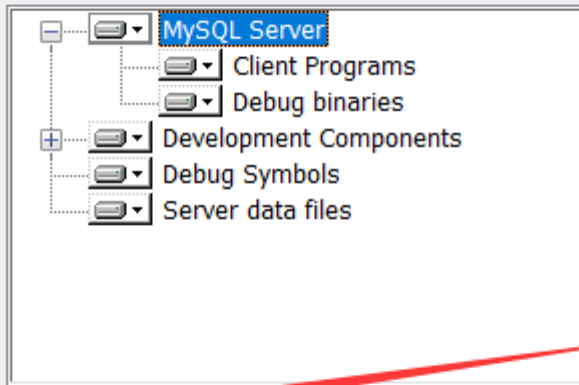 MySQL Server
Client Programs
Debug binaries
Development Components
Debug Symbols
Server data files